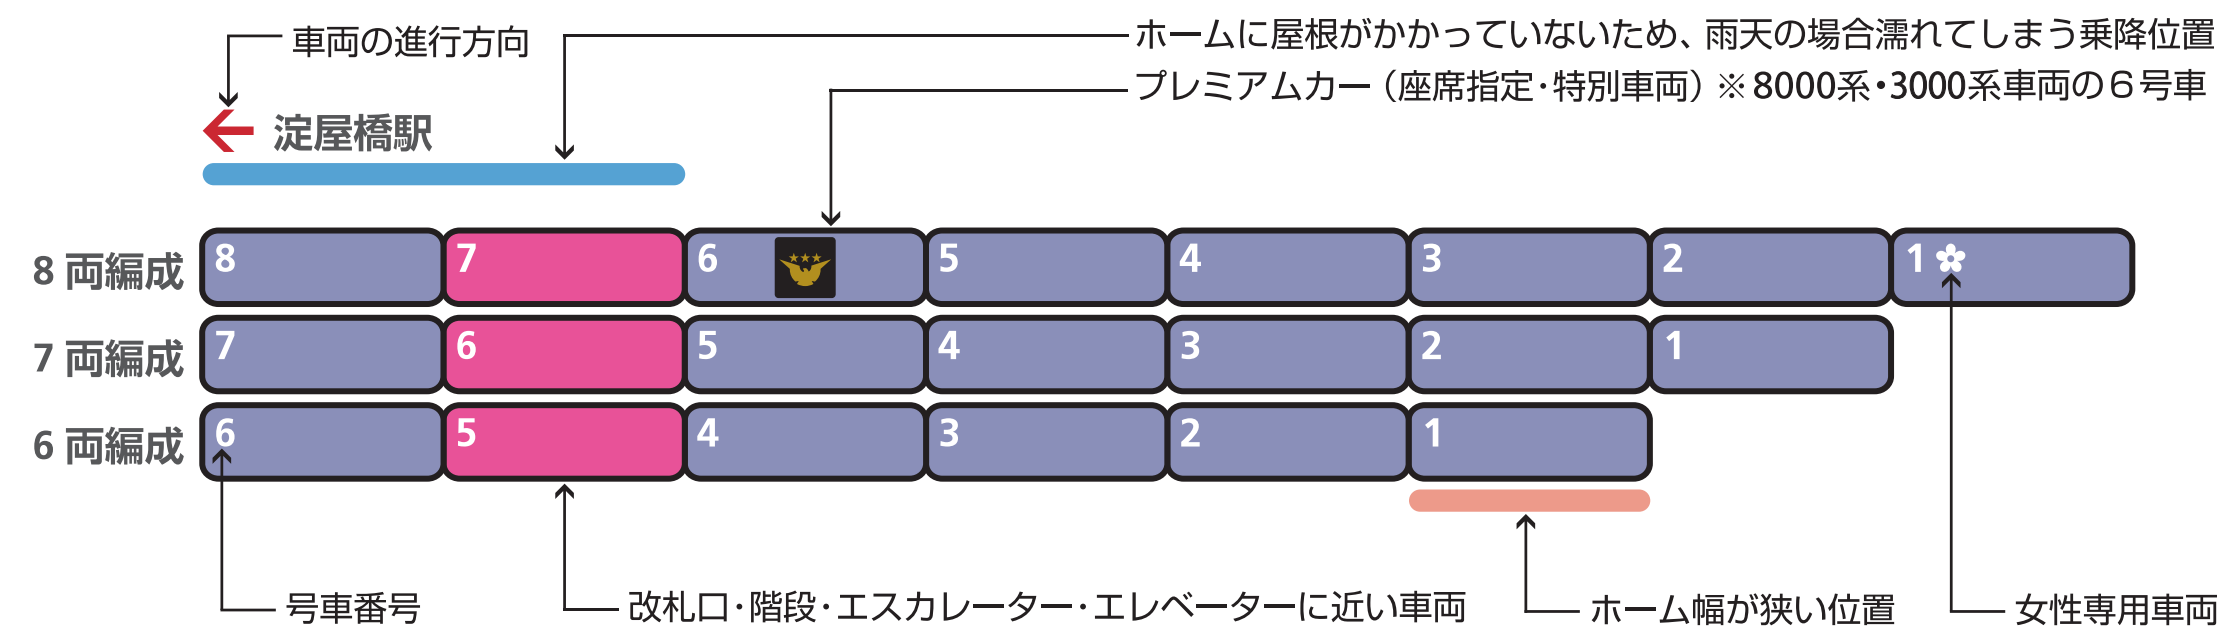 車両の進行方向
ホームに屋根がかかっていないため、雨天の場合濡れてしまう乗降位置
プレミアムカー（座席指定・特別車両）※8000系・3000系車両の６号車
淀屋橋駅
8 両編成 8 7 6 5 4 3 2 1
7 両編成 7 6 5 4 3 2 1
6 両編成 6 5 4 3 2 1
号車番号
改札口・階段・エスカレーター・エレベーターに近い車両
ホーム幅が狭い位置
女性専用車両